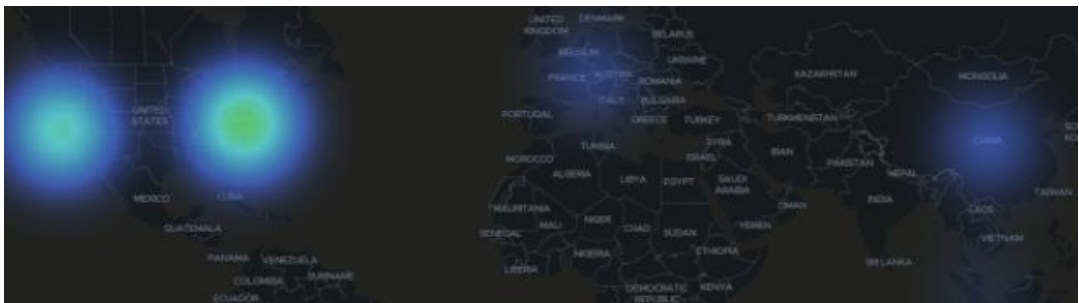 UNITED
KINGDOM
DENMARK
BELARUS
BELGIUM
UKRAINE
FRANCE
AUSTRIA
ROMANIA
KAZAKHSTAN
MONGOLIA
ITALY
BULGARIA
UNITED
STATES
PORTUGAL
GREECE
TURKEY
TURKMENISTAN
CHINA
TUNISIA
SYRIA
MOROCCO
ISRAEL
IRAN
PAKISTAN
NEPAL
ALGERIA
LIBYA
EGYPT
SAUDI
ARABIA
TAIWAN
MEXICO
CUBA
INDIA
OMAN
MAURITANIA
LAOS
GUATEMALA
MALI
NIGER
CHAD
SUDAN
YEMEN
SENEGAL
VIETNAM
PANAMA
VENEZUELA
NIGERIA
ETHIOPIA
SRI LANKA
LIBERIA
COLOMBIA
SURINAME
DEMOCRATIC
REPUBLIC
KENYA
ECUADOR